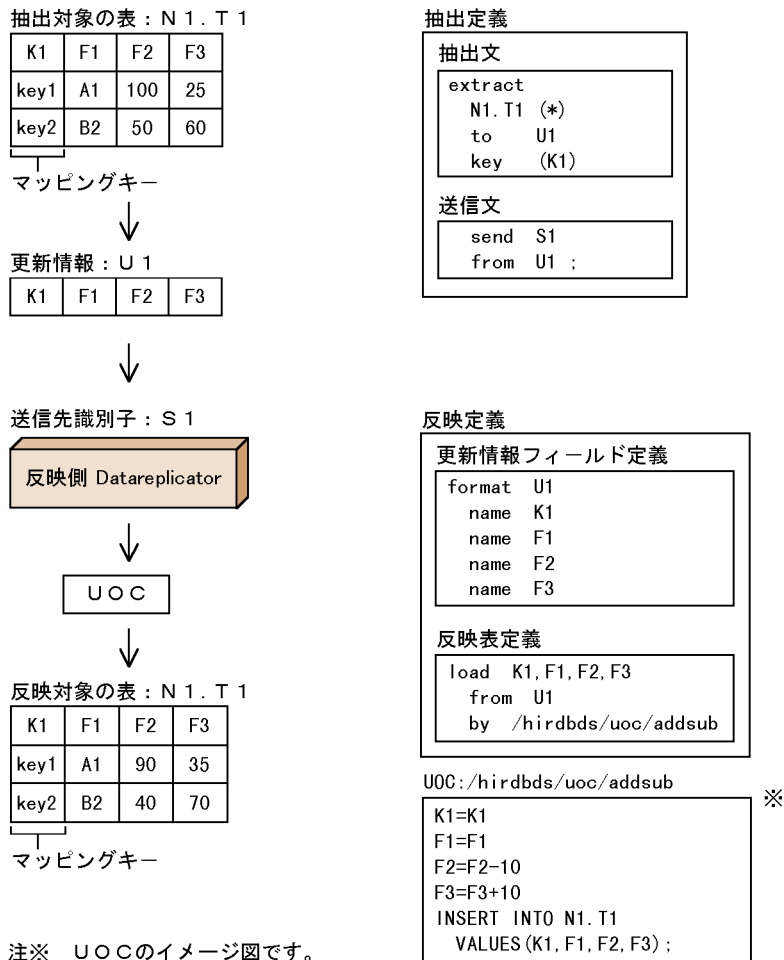 抽出対象の表：N１.T１
K1 F1 F2 F3
key1 A1 100 25
key2 B2 50 60
マッピングキー
更新情報：U１
K1 F1 F2 F3
送信先識別子：S１
反映側 Datareplicator
UOC
反映対象の表：N１.T１
K1 F1 F2 F3
key1 A1 90 35
key2 B2 40 70
マッピングキー
注※　UOCのイメージ図です。
抽出定義
抽出文
extract
N1.T1 (*)
to U1
key (K1)
送信文
send S1
from U1 ;
反映定義
更新情報フィールド定義
format U1
name K1
name F1
name F2
name F3
反映表定義
load K1,F1,F2,F3
from U1
by /hirdbds/uoc/addsub
UOC:/hirdbds/uoc/addsub
※
K1=K1
F1=F1
F2=F2-10
F3=F3+10
INSERT INTO N1.T1
VALUES(K1,F1,F2,F3);